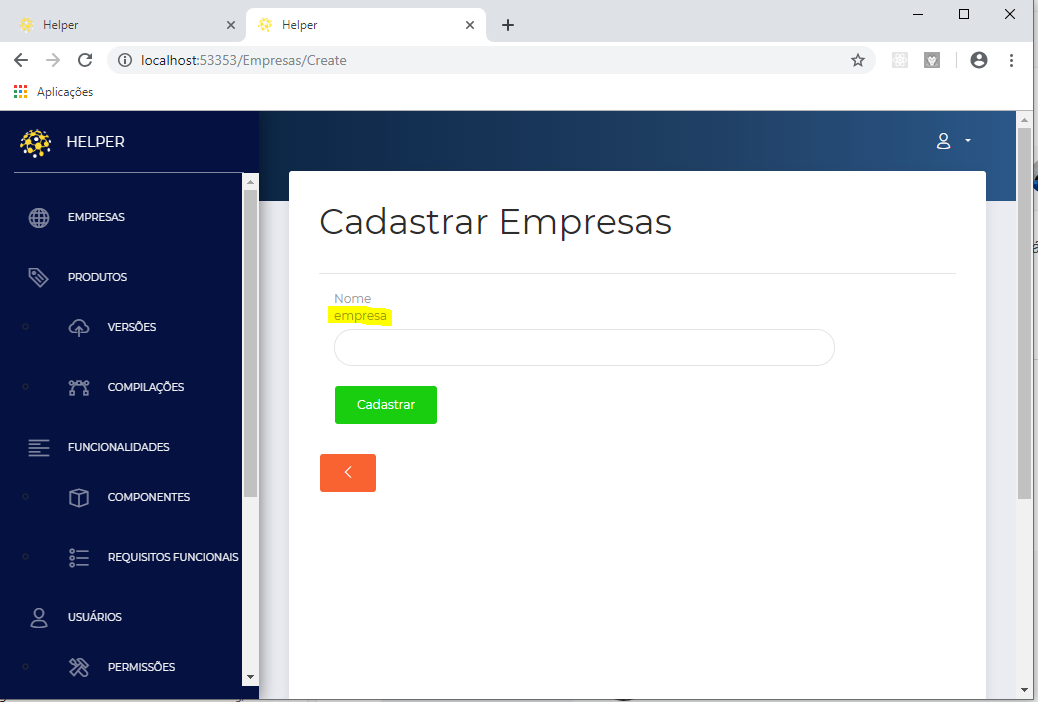 Helper
Helper
localhost:53353/Empresas/Create
Aplicações
HELPER
EMPRESAS
PRODUTOS
VERSÕES
COMPILAÇÕES
FUNCIONALIDADES
COMPONENTES
REQUISITOS FUNCIONAIS
USUÁRIOS
PERMISSÕES
Cadastrar Empresas
Nome
empresa
Cadastrar